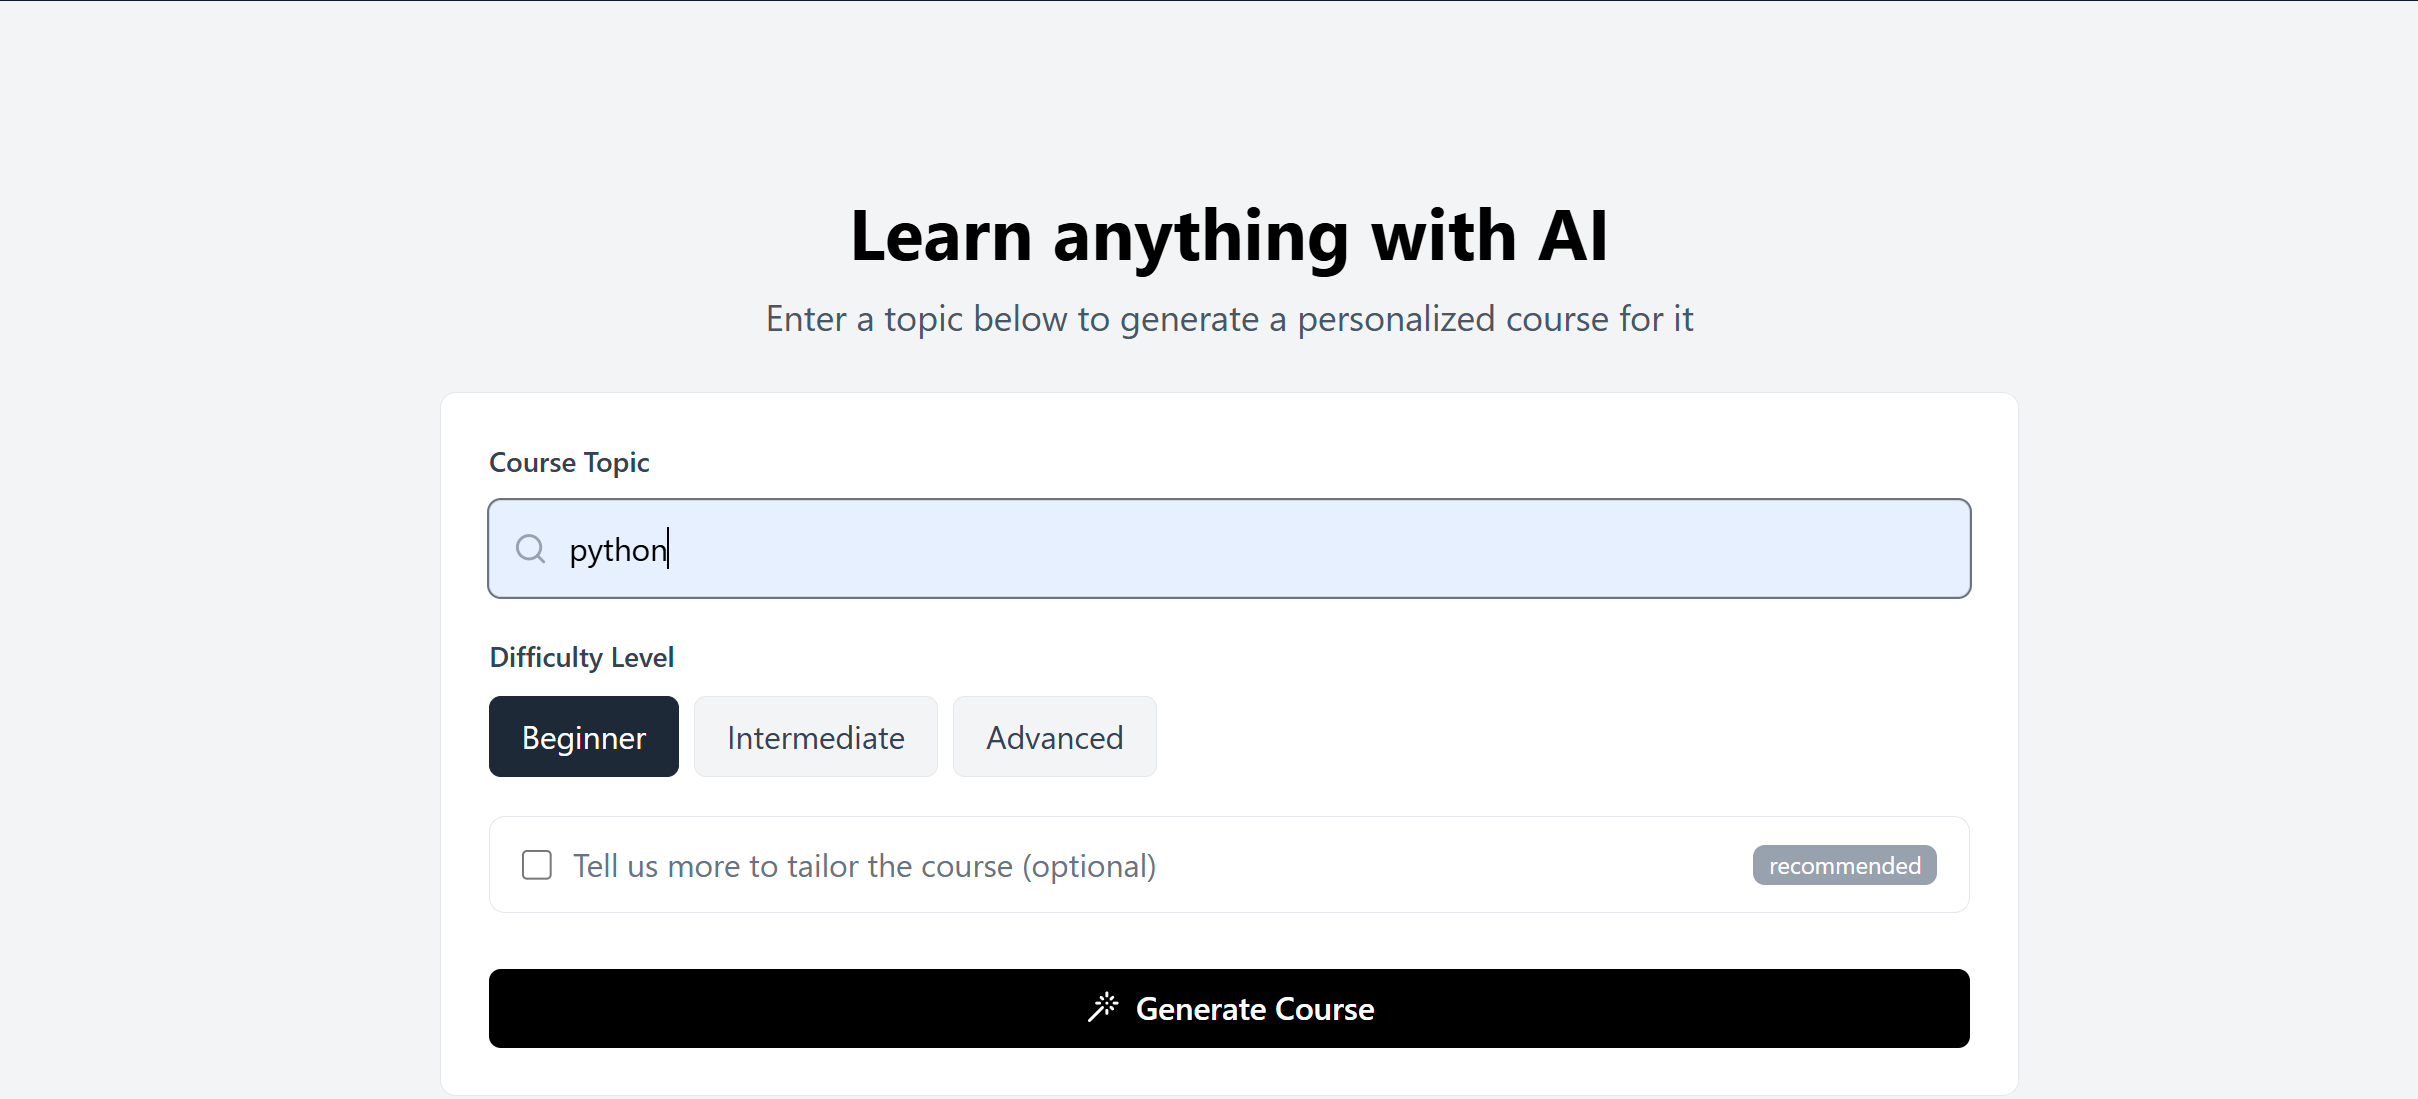 Learn anything with AI
Enter a topic below to generate a personalized course for it
Course Topic
python
Difficulty Level
Beginner Intermediate Advanced
Tell us more to tailor the course (optional) recommended
Generate Course